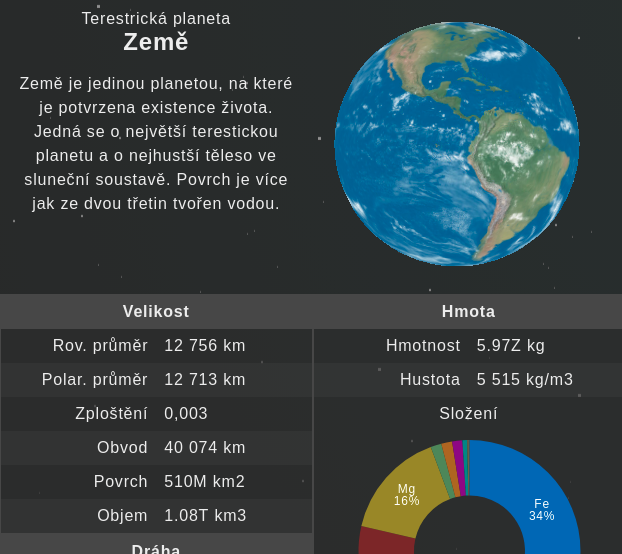 Terestrická planeta
Země
Země je jedinou planetou, na které
je potvrzena existence života.
Jedná se o největší terestickou
planetu a o nejhustší těleso ve
sluneční soustavě. Povrch je více
jak ze dvou třetin tvořen vodou.
Velikost
Rov. průměr 12 756 km
Polar. průměr 12 713 km
Zploštění 0,003
Obvod 40 074 km
Povrch 510M km2
Objem 1.08T km3
Dráha
Hmota
Hmotnost 5.97Z kg
Hustota 5 515 kg/m3
Složení
Mg
16%
Fe
34%